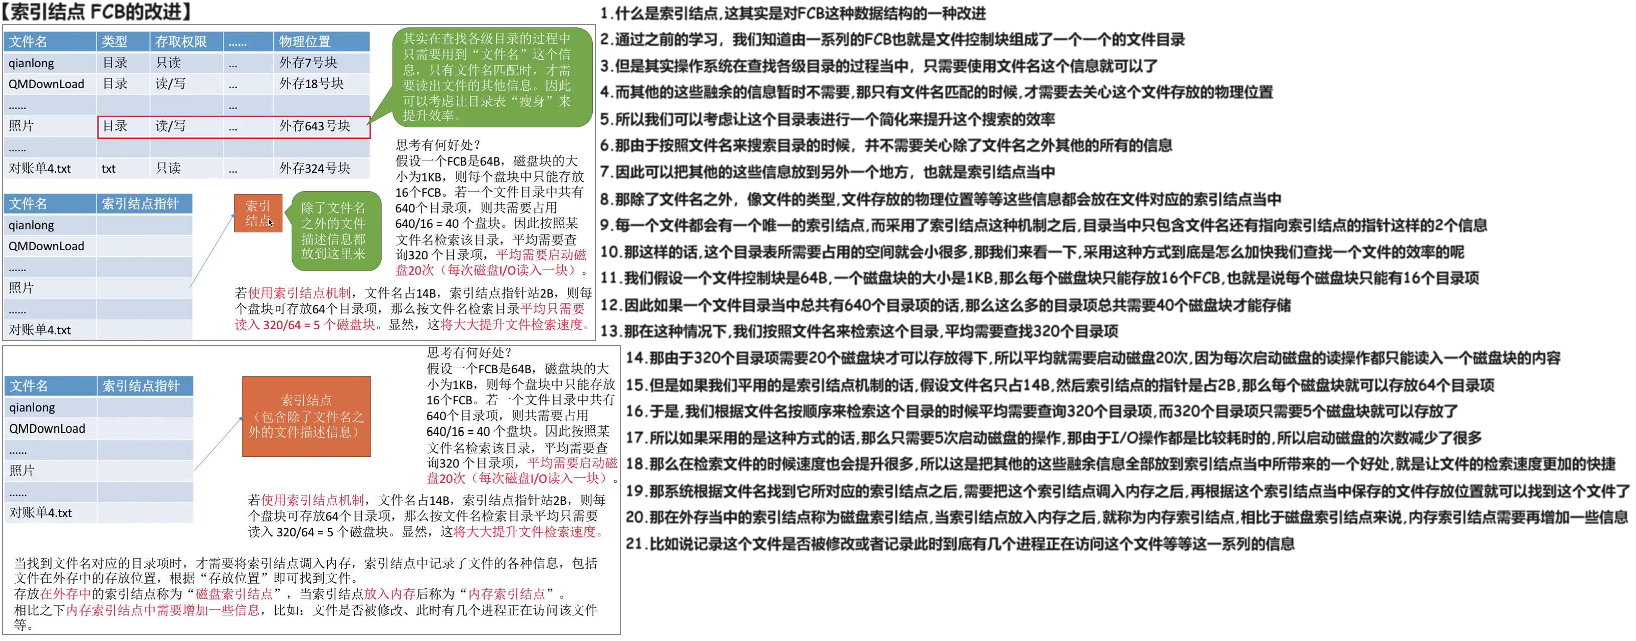 【索引结点 FCB的改进】
文件名 类型 存取权限 …… 物理位置
qianlong 目录 只读 ... 外存7号块
QMDownLoad 目录 读/写 ... 外存18号块
...... ...
照片 目录 读/写 ... 外存643号块
...... ...
对账单4.txt txt 只读 ... 外存324号块
其实在查找各级目录的过程中
只需要用到“文件名”这个信
息，只有文件名匹配时，才需
要读出文件的其他信息。因此
可以考虑让目录表“瘦身”来
提升效率。
文件名 索引结点指针
qianlong
QMDownLoad
......
照片
......
对账单4.txt
索引
结点
除了文件名
之外的文件
描述信息都
放到这里来
思考有何好处？
假设一个FCB是64B，磁盘块的大
小为1KB，则每个盘块中只能存放
16个FCB。若一个文件目录中共有
640个目录项，则共需要占用
640/16 = 40 个盘块。因此按照某
文件名检索该目录，平均需要查
询320 个目录项，平均需要启动磁
盘20次（每次磁盘I/O读入一块）。
若使用索引结点机制，文件名占14B，索引结点指针站2B，则每
个盘块可存放64个目录项，那么按文件名检索目录平均只需要
读入 320/64 = 5 个磁盘块。显然，这将大大提升文件检索速度。
文件名 索引结点指针
qianlong
QMDownLoad
......
照片
......
对账单4.txt
索引结点
（包含除了文件名之
外的文件描述信息）
思考有何好处？
假设一个FCB是64B，磁盘块的大
小为1KB，则每个盘块中只能存放
16个FCB。若一个文件目录中共有
640个目录项，则共需要占用
640/16 = 40 个盘块。因此按照某
文件名检索该目录，平均需要查
询320 个目录项，平均需要启动磁
盘20次（每次磁盘I/O读入一块）。
若使用索引结点机制，文件名占14B，索引结点指针站2B，则每
个盘块可存放64个目录项，那么按文件名检索目录平均只需要
读入 320/64 = 5 个磁盘块。显然，这将大大提升文件检索速度。
当找到文件名对应的目录项时，才需要将索引结点调入内存，索引结点中记录了文件的各种信息，包括
文件在外存中的存放位置，根据“存放位置”即可找到文件。
存放在外存中的索引结点称为“磁盘索引结点”，当索引结点放入内存后称为“内存索引结点”。
相比之下内存索引结点中需要增加一些信息，比如：文件是否被修改、此时有几个进程正在访问该文件
等。
1.什么是索引结点,这其实是对FCB这种数据结构的一种改进
2.通过之前的学习，我们知道由一系列的FCB也就是文件控制块组成了一个一个的文件目录
3.但是其实操作系统在查找各级目录的过程当中，只需要使用文件名这个信息就可以了
4.而其他的这些融余的信息暂时不需要,那只有文件名匹配的时候,才需要去关心这个文件存放的物理位置
5.所以我们可以考虑让这个目录表进行一个简化来提升这个搜索的效率
6.那由于按照文件名来搜索目录的时候，并不需要关心除了文件名之外其他的所有的信息
7.因此可以把其他的这些信息放到另外一个地方，也就是索引结点当中
8.那除了文件名之外，像文件的类型,文件存放的物理位置等等这些信息都会放在文件对应的索引结点当中
9.每一个文件都会有一个唯一的索引结点,而采用了索引结点这种机制之后,目录当中只包含文件名还有指向索引结点的指针这样的2个信息
10.那这样的话,这个目录表所需要占用的空间就会小很多,那我们来看一下,采用这种方式到底是怎么加快我们查找一个文件的效率的呢
11.我们假设一个文件控制块是64B,一个磁盘块的大小是1KB,那么每个磁盘块只能存放16个FCB,也就是说每个磁盘块只能有16个目录项
12.因此如果一个文件目录当中总共有640个目录项的话,那么这么多的目录项总共需要40个磁盘块才能存储
13.那在这种情况下,我们按照文件名来检索这个目录,平均需要查找320个目录项
14.那由于320个目录项需要20个磁盘块才可以存放得下,所以平均就需要启动磁盘20次,因为每次启动磁盘的读操作都只能读入一个磁盘块的内容
15.但是如果我们平用的是索引结点机制的话,假设文件名只占14B,然后索引结点的指针是占2B,那么每个磁盘块就可以存放64个目录项
16.于是,我们根据文件名按顺序来检索这个目录的时候平均需要查询320个目录项,而320个目录项只需要5个磁盘块就可以存放了
17.所以如果采用的是这种方式的话,那么只需要5次启动磁盘的操作,那由于I/O操作都是比较耗时的,所以启动磁盘的次数减少了很多
18.那么在检索文件的时候速度也会提升很多,所以这是把其他的这些融余信息全部放到索引结点当中所带来的一个好处,就是让文件的检索速度更加的快捷
19.那系统根据文件名找到它所对应的索引结点之后,需要把这个索引结点调入内存之后,再根据这个索引结点当中保存的文件存放位置就可以找到这个文件了
20.那在外存当中的索引结点称为磁盘索引结点,当索引结点放入内存之后,就称为内存索引结点,相比于磁盘索引结点来说,内存索引结点需要再增加一些信息
21.比如说记录这个文件是否被修改或者记录此时到底有几个进程正在访问这个文件等等这一系列的信息